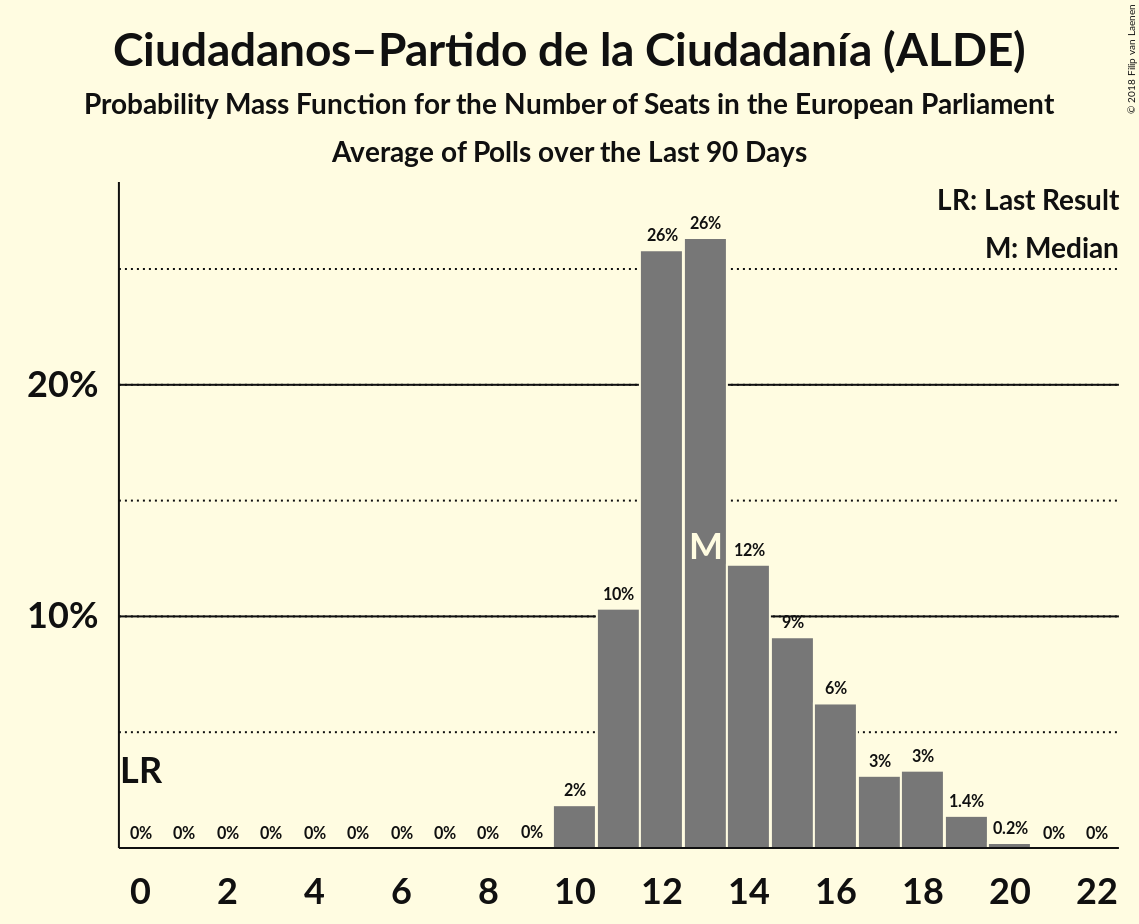 Ciudadanos–Partido de la Ciudadanía (ALDE)
Probability Mass Function for the Number of Seats in the European Parliament
Average of Polls over the Last 90 Days
© 2018 Filip van Laenen
LR: Last Result
M: Median
20%
10%
LR
0% 0% 0% 0% 0% 0% 0% 0% 0% 0% 2% 10% 26% 26% 12% 9% 6% 3% 3% 1.4% 0.2% 0% 0%
M
0 2 4 6 8 10 12 14 16 18 20 22